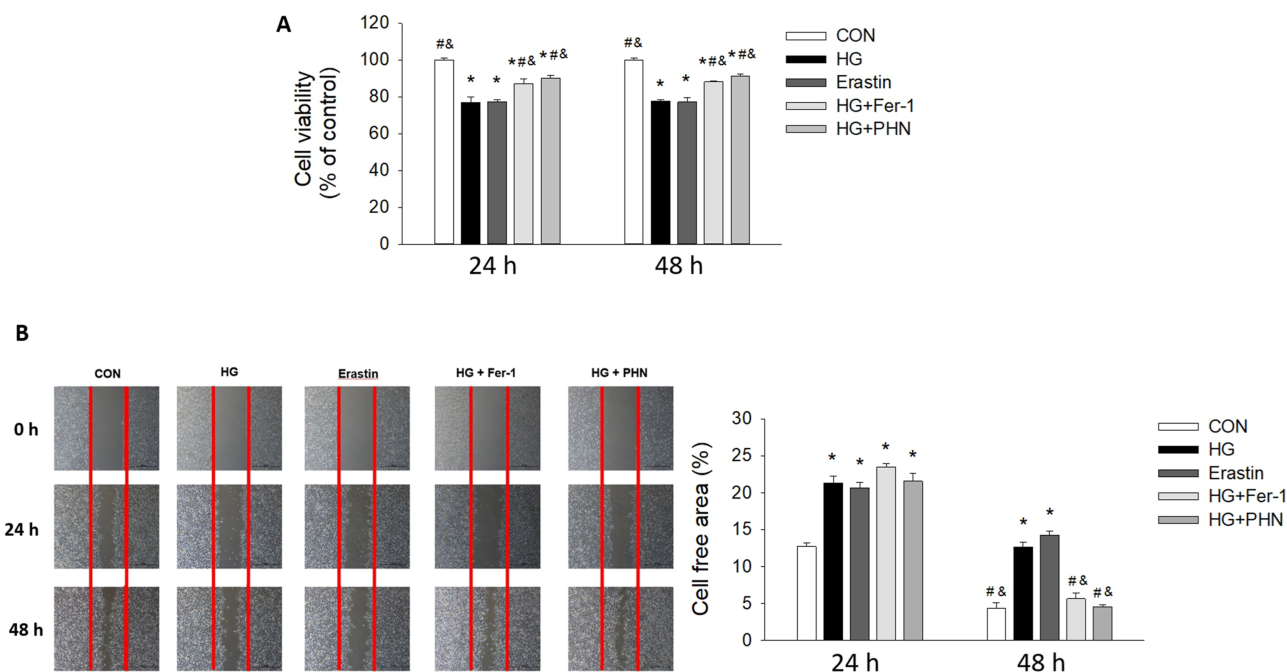 A
Cell viability
(% of control)
120
100
80
60
40
20
0
#&
*
*
*#&
*#&
#&
*
*
*#&
*#&
24 h
48 h
CON
HG
Erastin
HG+Fer-1
HG+PHN
B
CON
HG
Erastin
HG + Fer-1
HG + PHN
0 h
24 h
48 h
Cell free area (%)
30
25
20
15
10
5
0
*
*
*
*
# &
*
*
# &
# &
24 h
48 h
CON
HG
Erastin
HG+Fer-1
HG+PHN